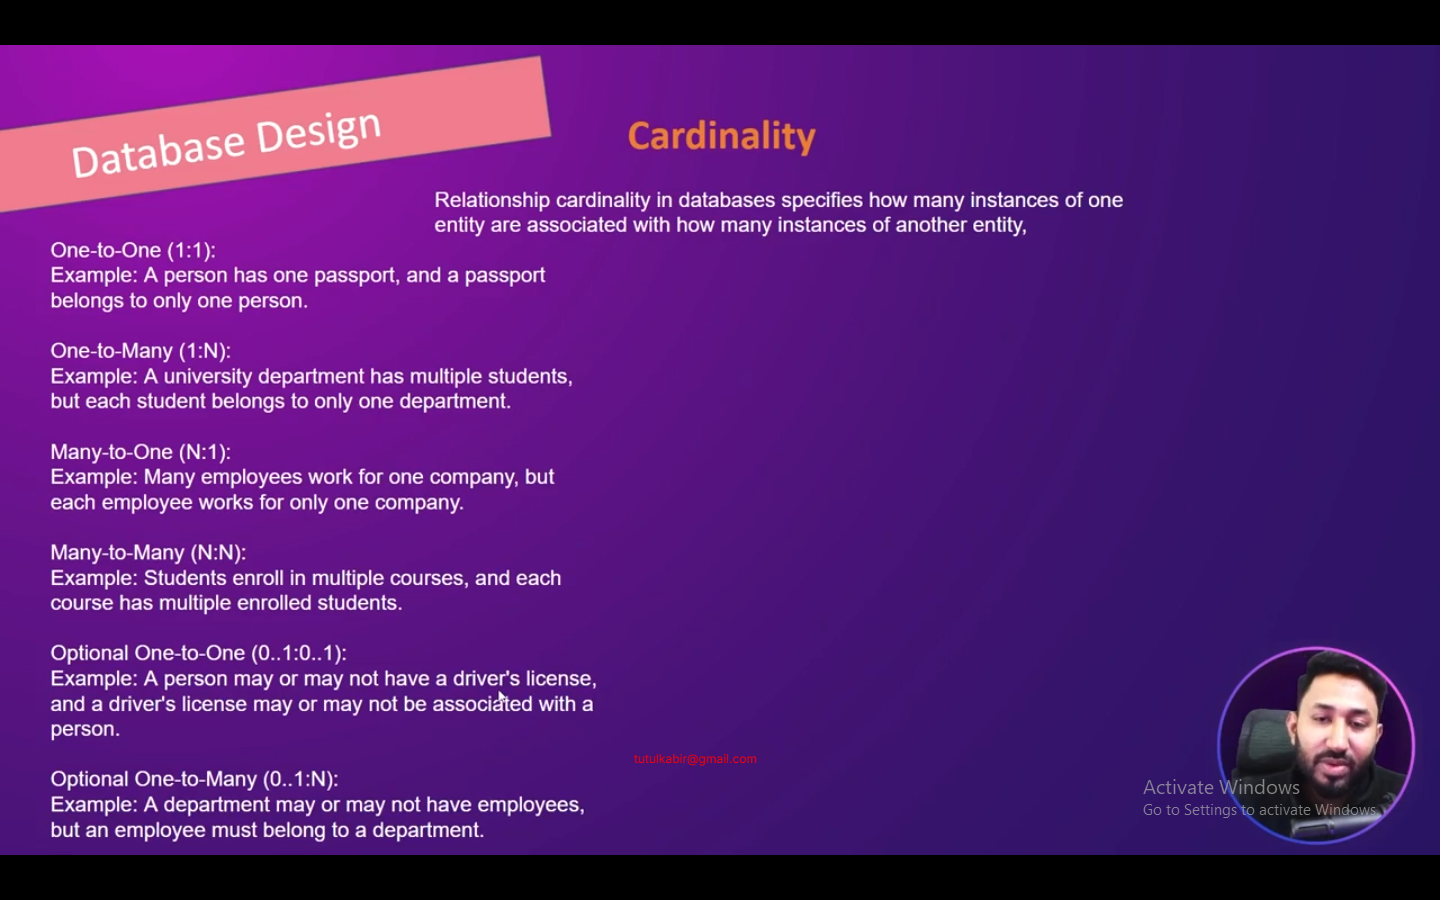 Database Design
Cardinality
Relationship cardinality in databases specifies how many instances of one
entity are associated with how many instances of another entity,
One-to-One (1:1):
Example: A person has one passport, and a passport
belongs to only one person.
One-to-Many (1:N):
Example: A university department has multiple students,
but each student belongs to only one department.
Many-to-One (N:1):
Example: Many employees work for one company, but
each employee works for only one company.
Many-to-Many (N:N):
Example: Students enroll in multiple courses, and each
course has multiple enrolled students.
Optional One-to-One (0..1:0..1):
Example: A person may or may not have a driver's license,
and a driver's license may or may not be associated with a
person.
Optional One-to-Many (0..1:N):
Example: A department may or may not have employees,
but an employee must belong to a department.
tutulkabir@gmail.com
Activate Windows
Go to Settings to activate Windows.